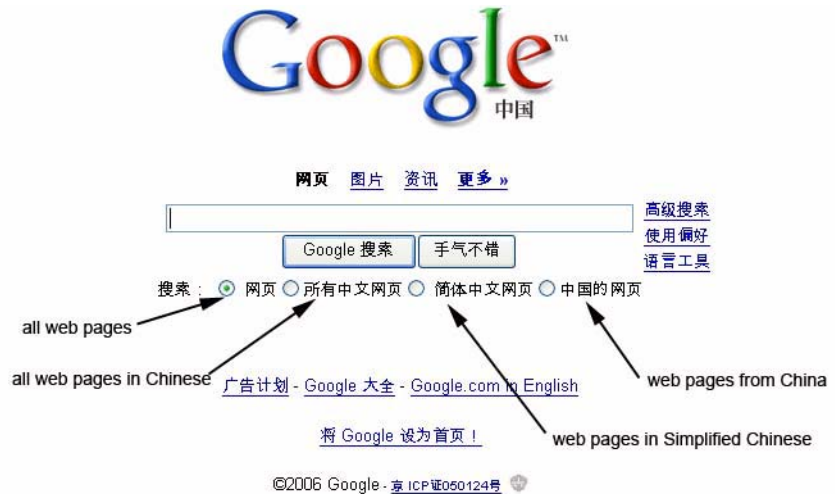 Google™
中国
网页 图片 资讯 更多 »
高级搜索
使用偏好
语言工具
Google 搜索 手气不错
搜索: 网页 所有中文网页 简体中文网页 中国的网页
all web pages
all web pages in Chinese
web pages from China
web pages in Simplified Chinese
广告计划 - Google 大全 - Google.com in English
将 Google 设为首页！
©2006 Google - 京 ICP证050124号